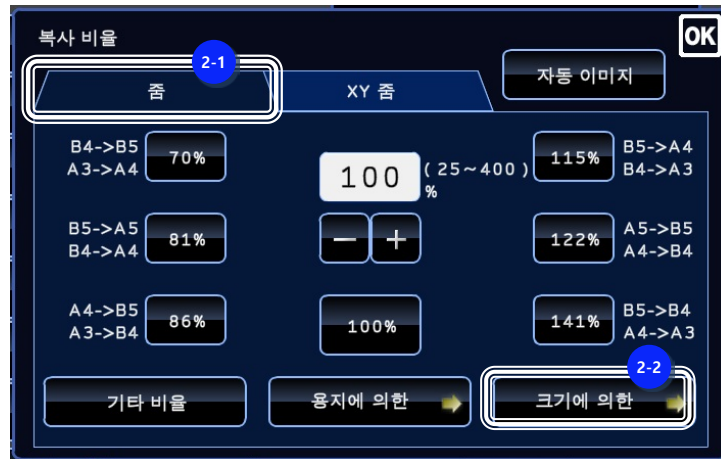 복사 비율
OK
2-1
줌
XY 줌
자동 이미지
B4->B5
A3->A4
70%
100
(25~400)
%
115%
B5->A4
B4->A3
B5->A5
B4->A4
81%
−
+
122%
A5->B5
A4->B4
A4->B5
A3->B4
86%
100%
141%
B5->B4
A4->A3
2-2
기타 비율
용지에 의한
크기에 의한